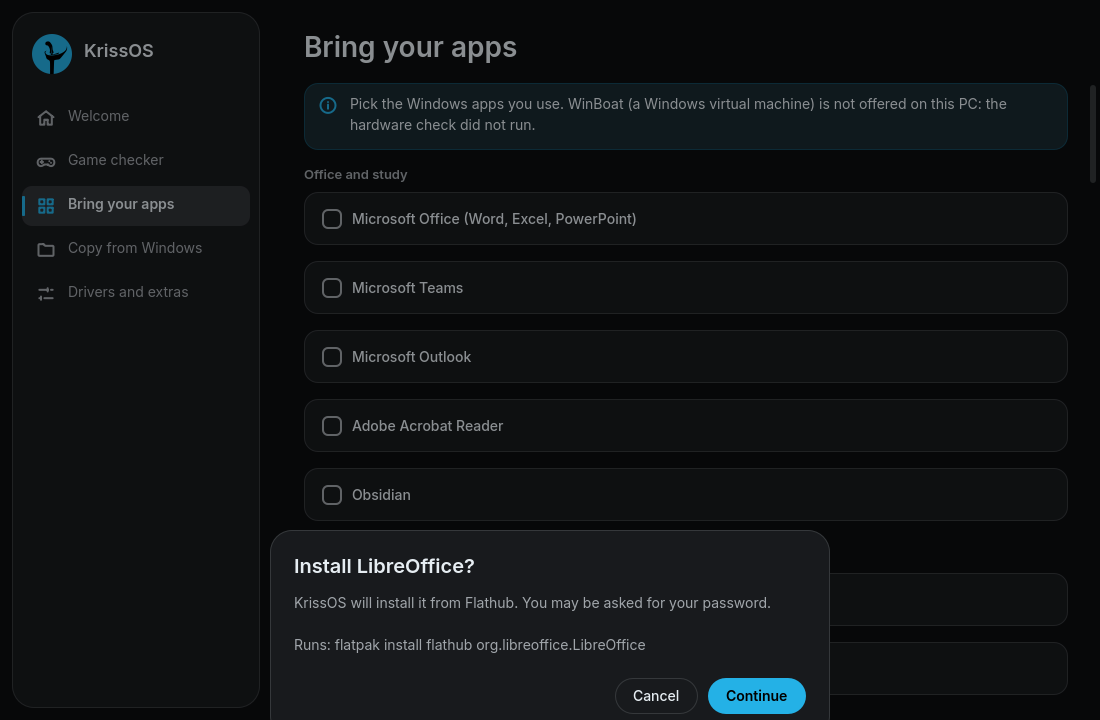 KrissOS
Welcome
Game checker
Bring your apps
Copy from Windows
Drivers and extras
Bring your apps
Pick the Windows apps you use. WinBoat (a Windows virtual machine) is not offered on this PC: the
hardware check did not run.
Office and study
Microsoft Office (Word, Excel, PowerPoint)
Microsoft Teams
Microsoft Outlook
Adobe Acrobat Reader
Obsidian
Install LibreOffice?
KrissOS will install it from Flathub. You may be asked for your password.
Runs: flatpak install flathub org.libreoffice.LibreOffice
Cancel
Continue